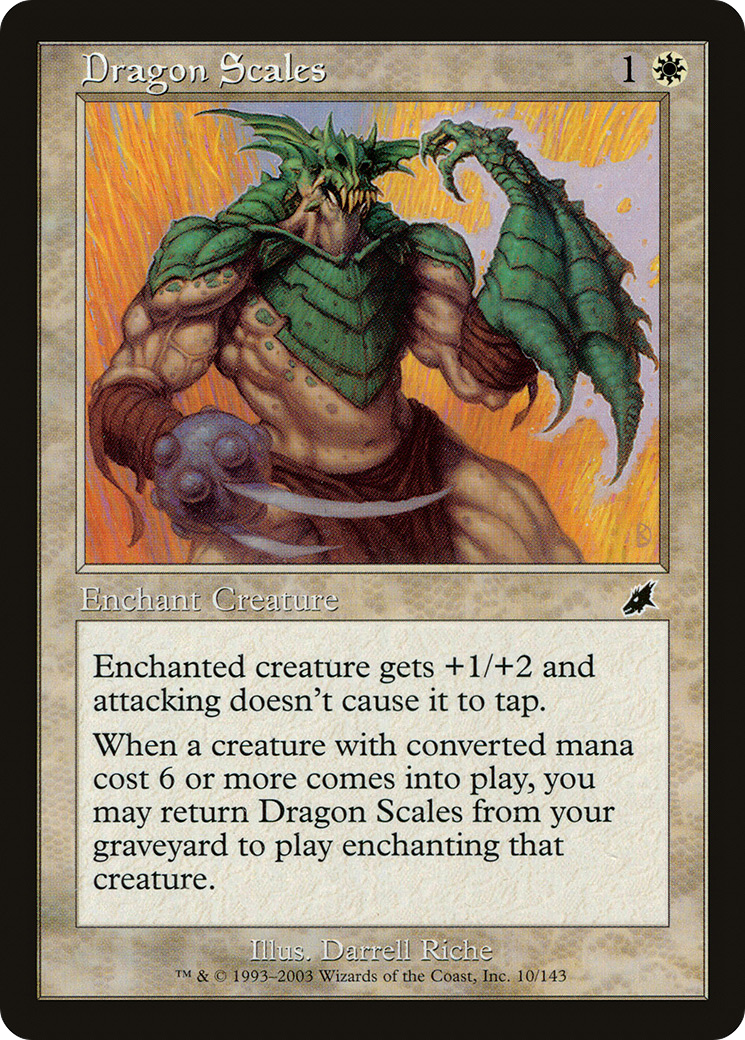 Dragon Scales 1
Enchant Creature
Enchanted creature gets +1/+2 and
attacking doesn't cause it to tap.
When a creature with converted mana
cost 6 or more comes into play, you
may return Dragon Scales from your
graveyard to play enchanting that
creature.
Illus. Darrell Riche
™ & © 1993–2003 Wizards of the Coast, Inc. 10/143